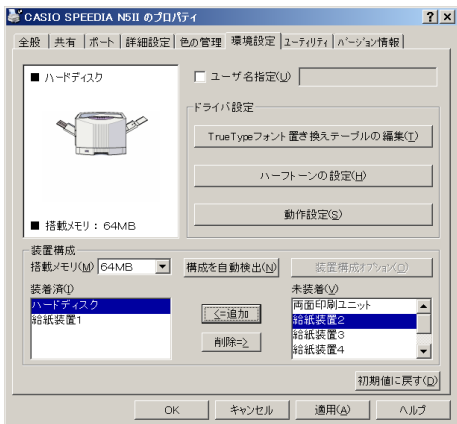 CASIO SPEEDIA N5II のプロパティ
全般 共有 ポート 詳細設定 色の管理 環境設定 ユーティリティ バージョン情報
■ ハードディスク
ユーザ名指定(U)
ドライバ設定
TrueTypeフォント置き換えテーブルの編集(T)
ハーフトーンの設定(H)
動作設定(S)
■ 搭載メモリ : 64MB
装置構成
搭載メモリ(M) 64MB 構成を自動検出(N) 装置構成オプション(O)
装着済(I)
ハードディスク
給紙装置1
<=追加
削除=>
未装着(V)
両面印刷ユニット
給紙装置2
給紙装置3
給紙装置4
初期値に戻す(D)
OK キャンセル 適用(A) ヘルプ